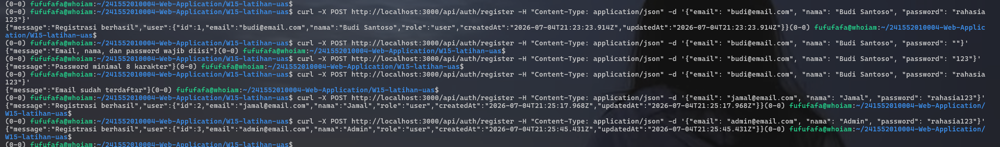 (0-0) fufufafa@whoiam:~/241552010004-Web-Application/W15-latihan-uas$
(0-0) fufufafa@whoiam:~/241552010004-Web-Application/W15-latihan-uas$ curl -X POST http://localhost:3000/api/auth/register -H "Content-Type: application/json" -d '{"email": "budi@email.com", "nama": "Budi Santoso", "password": "rahasia
123"}'
{"message":"Registrasi berhasil","user":{"id":1,"email":"budi@email.com","nama":"Budi Santoso","role":"user","createdAt":"2026-07-04T21:23:23.914Z","updatedAt":"2026-07-04T21:23:23.914Z"}}(0-0) fufufafa@whoiam:~/241552010004-Web-Applic
ation/W15-latihan-uas$
(0-0) fufufafa@whoiam:~/241552010004-Web-Application/W15-latihan-uas$ curl -X POST http://localhost:3000/api/auth/register -H "Content-Type: application/json" -d '{"email": "budi@email.com", "nama": "Budi Santoso", "password": ""}'
{"message":"Email, nama, dan password wajib diisi"}(0-0) fufufafa@whoiam:~/241552010004-Web-Application/W15-latihan-uas$
(0-0) fufufafa@whoiam:~/241552010004-Web-Application/W15-latihan-uas$ curl -X POST http://localhost:3000/api/auth/register -H "Content-Type: application/json" -d '{"email": "budi@email.com", "nama": "Budi Santoso", "password": "123"}'
{"message":"Password minimal 8 karakter"}(0-0) fufufafa@whoiam:~/241552010004-Web-Application/W15-latihan-uas$
(0-0) fufufafa@whoiam:~/241552010004-Web-Application/W15-latihan-uas$ curl -X POST http://localhost:3000/api/auth/register -H "Content-Type: application/json" -d '{"email": "budi@email.com", "nama": "Budi Santoso", "password": "rahasia
123"}'
{"message":"Email sudah terdaftar"}(0-0) fufufafa@whoiam:~/241552010004-Web-Application/W15-latihan-uas$
(0-0) fufufafa@whoiam:~/241552010004-Web-Application/W15-latihan-uas$ curl -X POST http://localhost:3000/api/auth/register -H "Content-Type: application/json" -d '{"email": "jamal@email.com", "nama": "Jamal", "password": "rahasia123"}'
{"message":"Registrasi berhasil","user":{"id":2,"email":"jamal@email.com","nama":"Jamal","role":"user","createdAt":"2026-07-04T21:25:17.968Z","updatedAt":"2026-07-04T21:25:17.968Z"}}(0-0) fufufafa@whoiam:~/241552010004-Web-Application/
W15-latihan-uas$
(0-0) fufufafa@whoiam:~/241552010004-Web-Application/W15-latihan-uas$ curl -X POST http://localhost:3000/api/auth/register -H "Content-Type: application/json" -d '{"email": "admin@email.com", "nama": "Admin", "password": "rahasia123"}'
{"message":"Registrasi berhasil","user":{"id":3,"email":"admin@email.com","nama":"Admin","role":"user","createdAt":"2026-07-04T21:25:45.431Z","updatedAt":"2026-07-04T21:25:45.431Z"}}(0-0) fufufafa@whoiam:~/241552010004-Web-Application/
W15-latihan-uas$
(0-0) fufufafa@whoiam:~/241552010004-Web-Application/W15-latihan-uas$